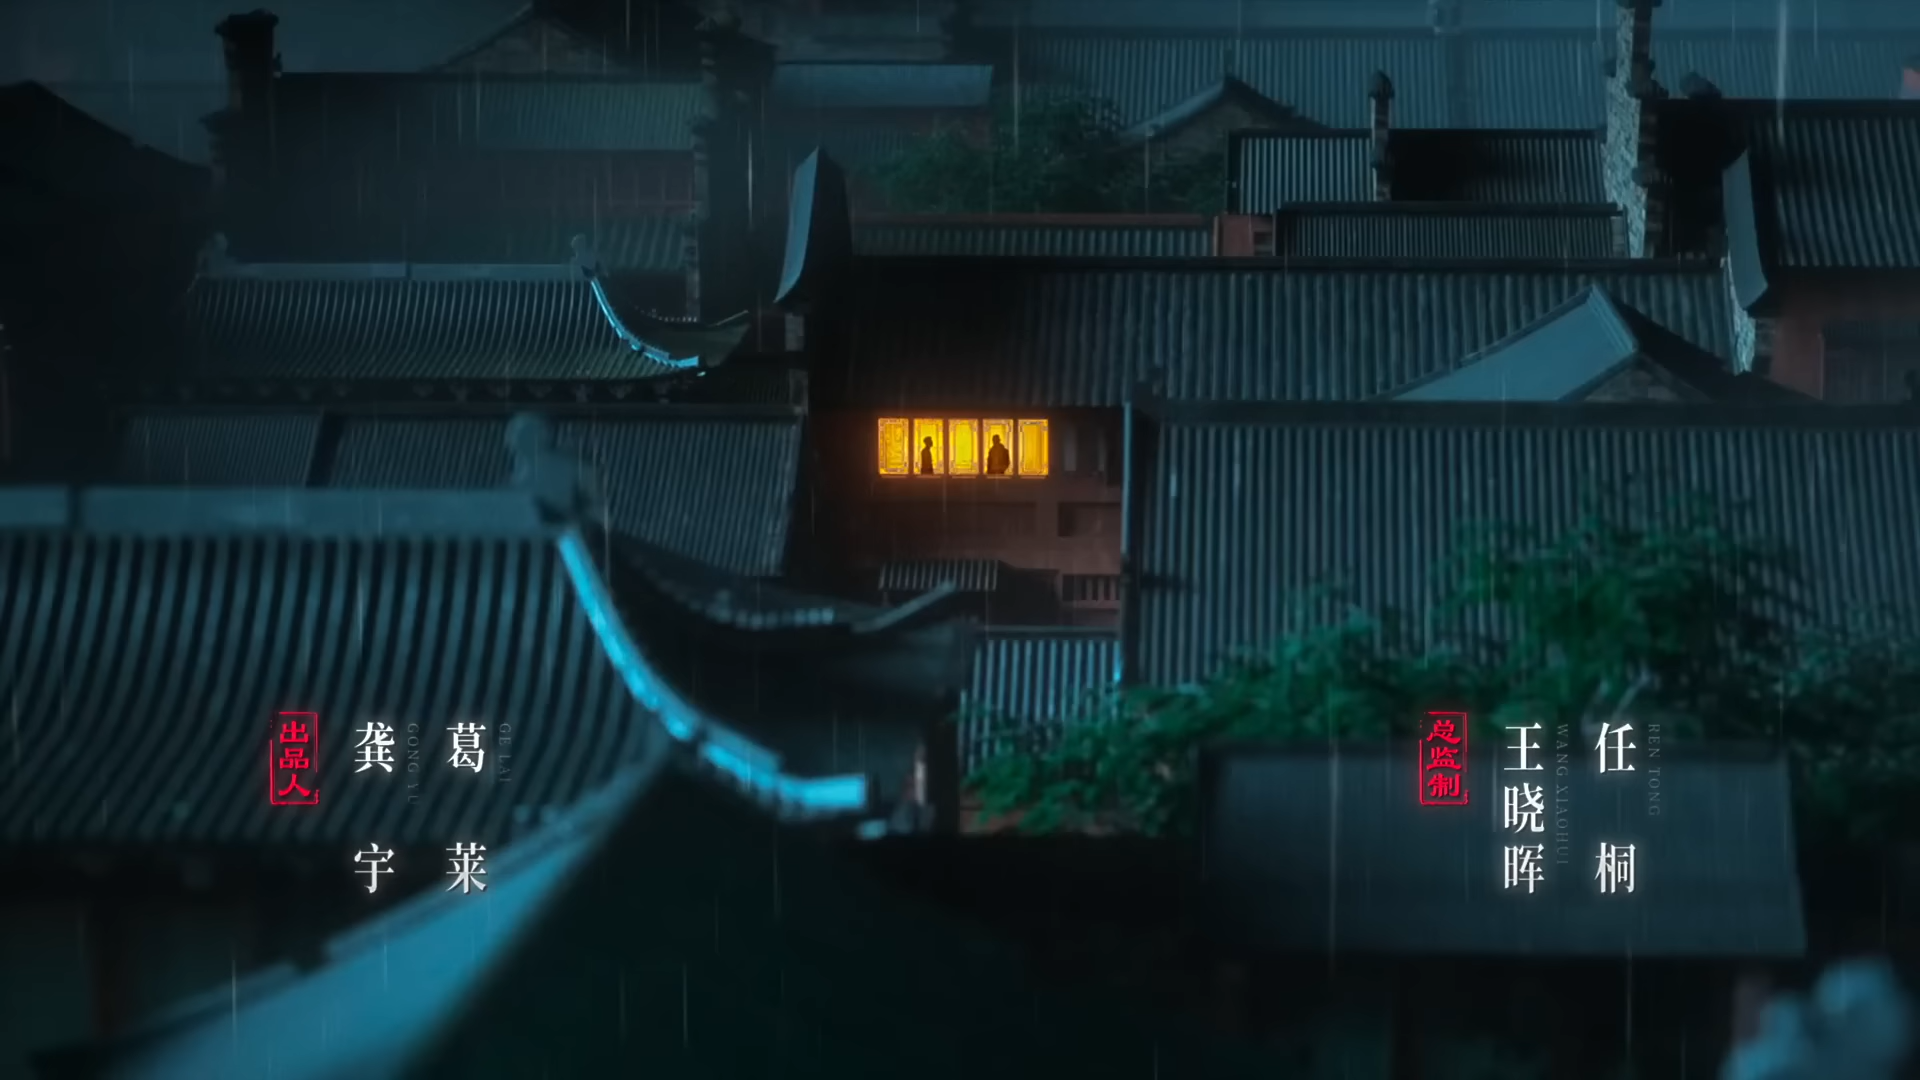 出品人
龚宇
GONG YU
葛莱
GE LAI
总监制
王晓晖
WANG XIAOHUI
任桐
REN TONG